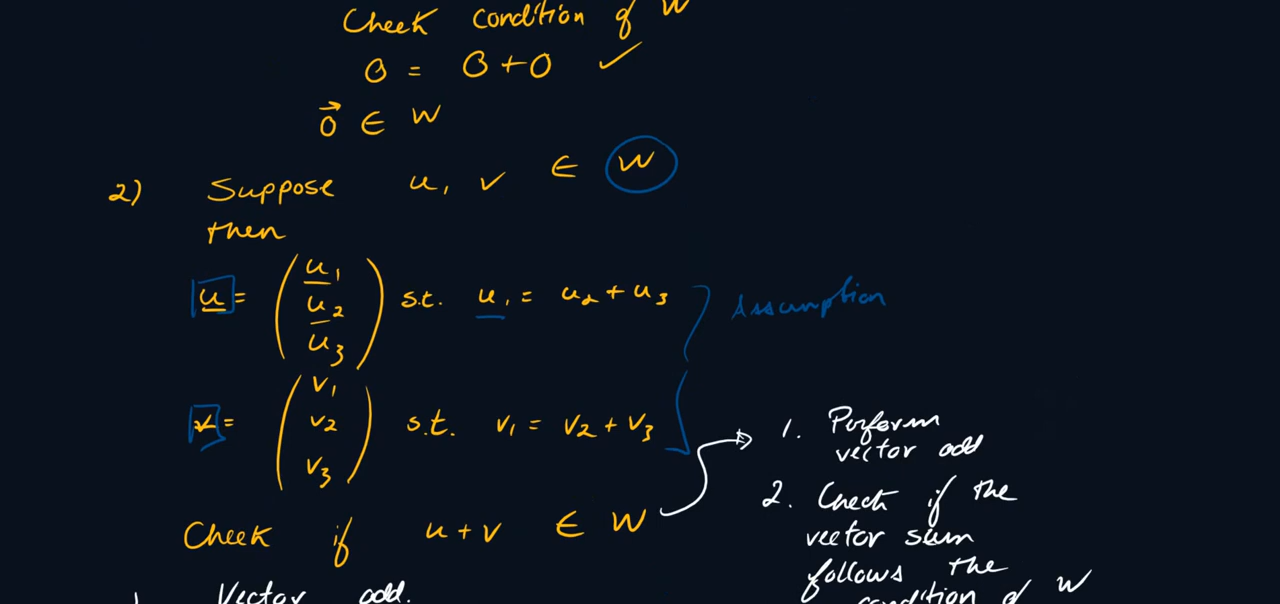 Check condition of W
0 = 0 + 0 ✓
0⃗ ∈ W
2) Suppose u, v ∈ W
then
u = (u₁ u₂ u₃) s.t. u₁ = u₂ + u₃
Assumption
v = (v₁ v₂ v₃) s.t. v₁ = v₂ + v₃
Check if u + v ∈ W
1. Perform
vector add
2. Check if the
vector sum
follows the
condition of W
1. Vector add.